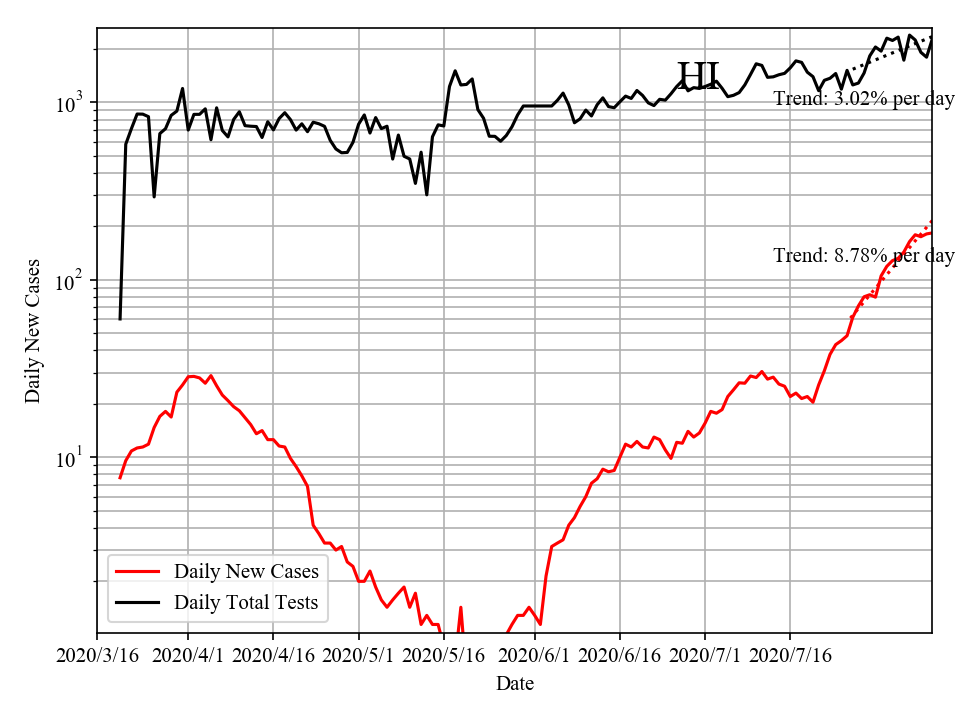 HI
10³
Trend: 3.02% per day
10²
Trend: 8.78% per day
Daily New Cases
10¹
Daily New Cases
Daily Total Tests
2020/3/16 2020/4/1 2020/4/16 2020/5/1 2020/5/16 2020/6/1 2020/6/16 2020/7/1 2020/7/16
Date